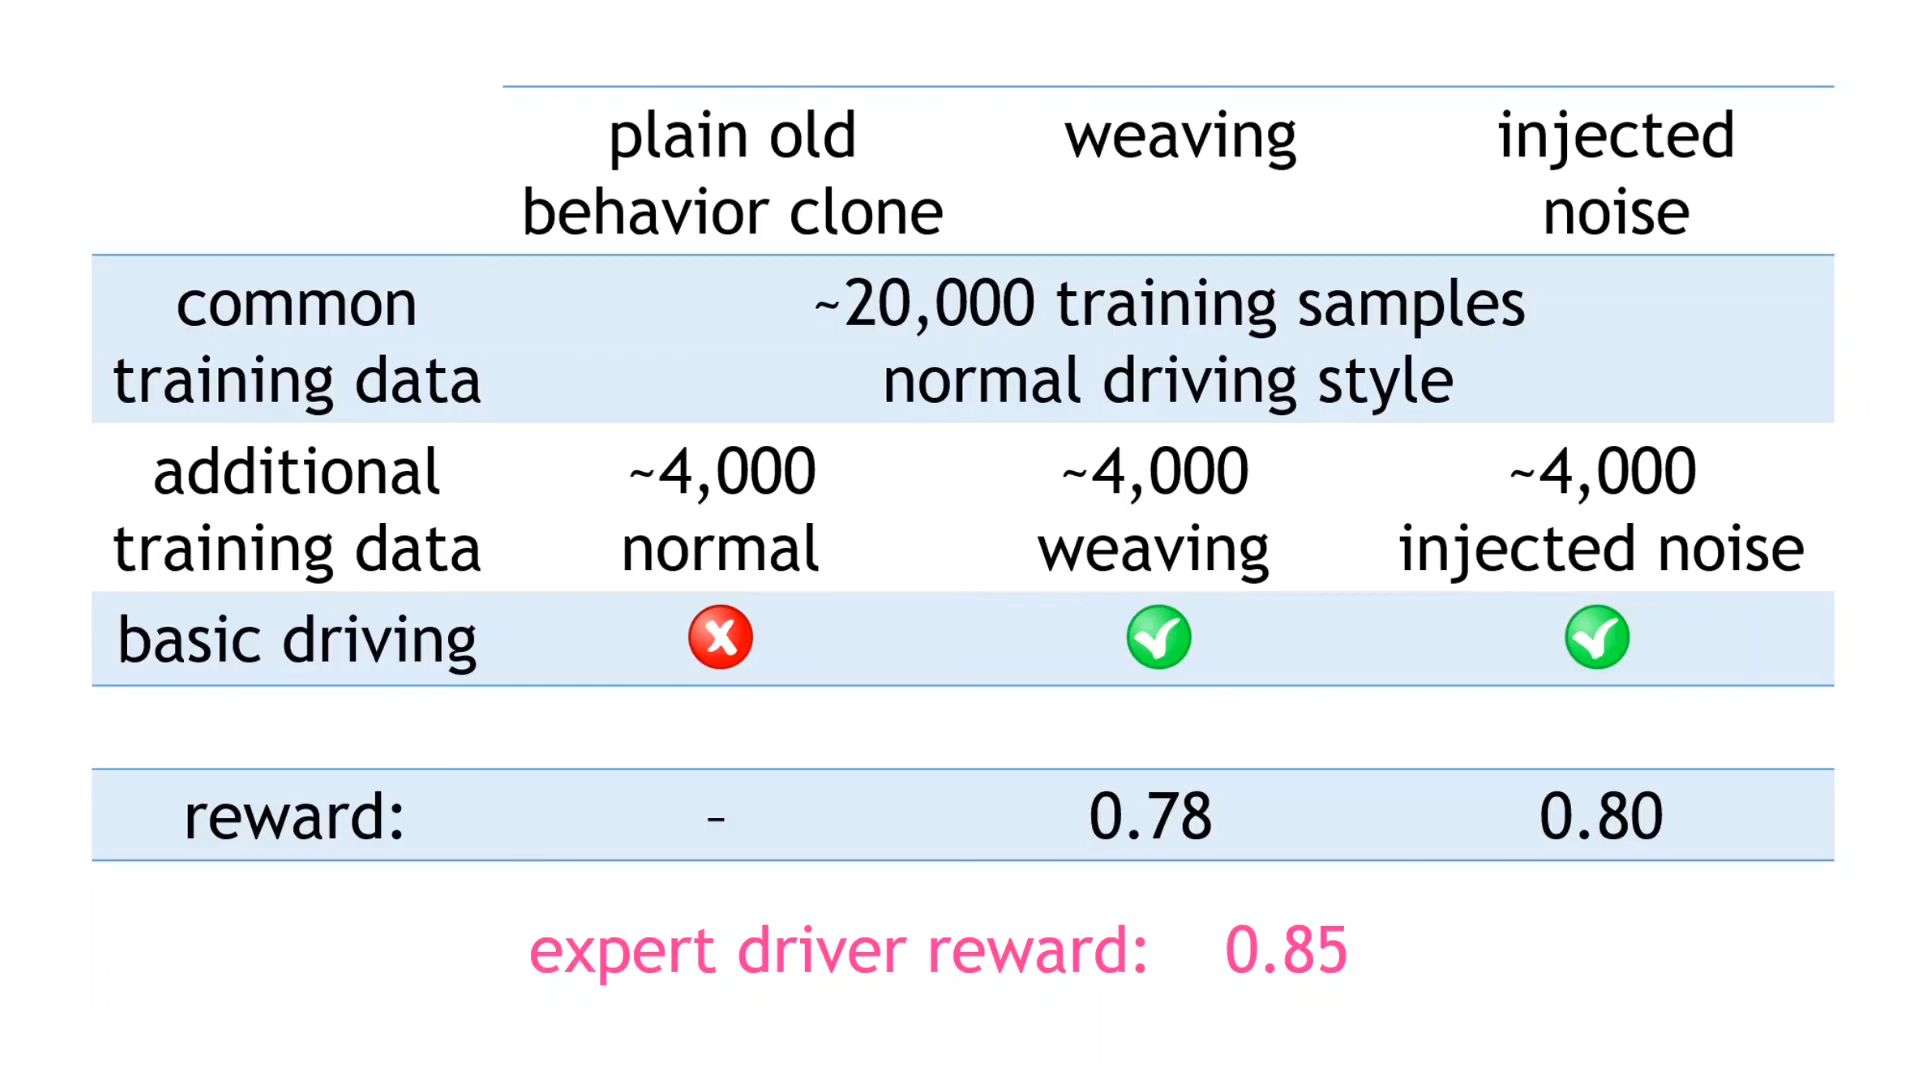 plain old weaving injected
behavior clone noise
common ~20,000 training samples
training data normal driving style
additional ~4,000 ~4,000 ~4,000
training data normal weaving injected noise
basic driving
reward: – 0.78 0.80
expert driver reward: 0.85